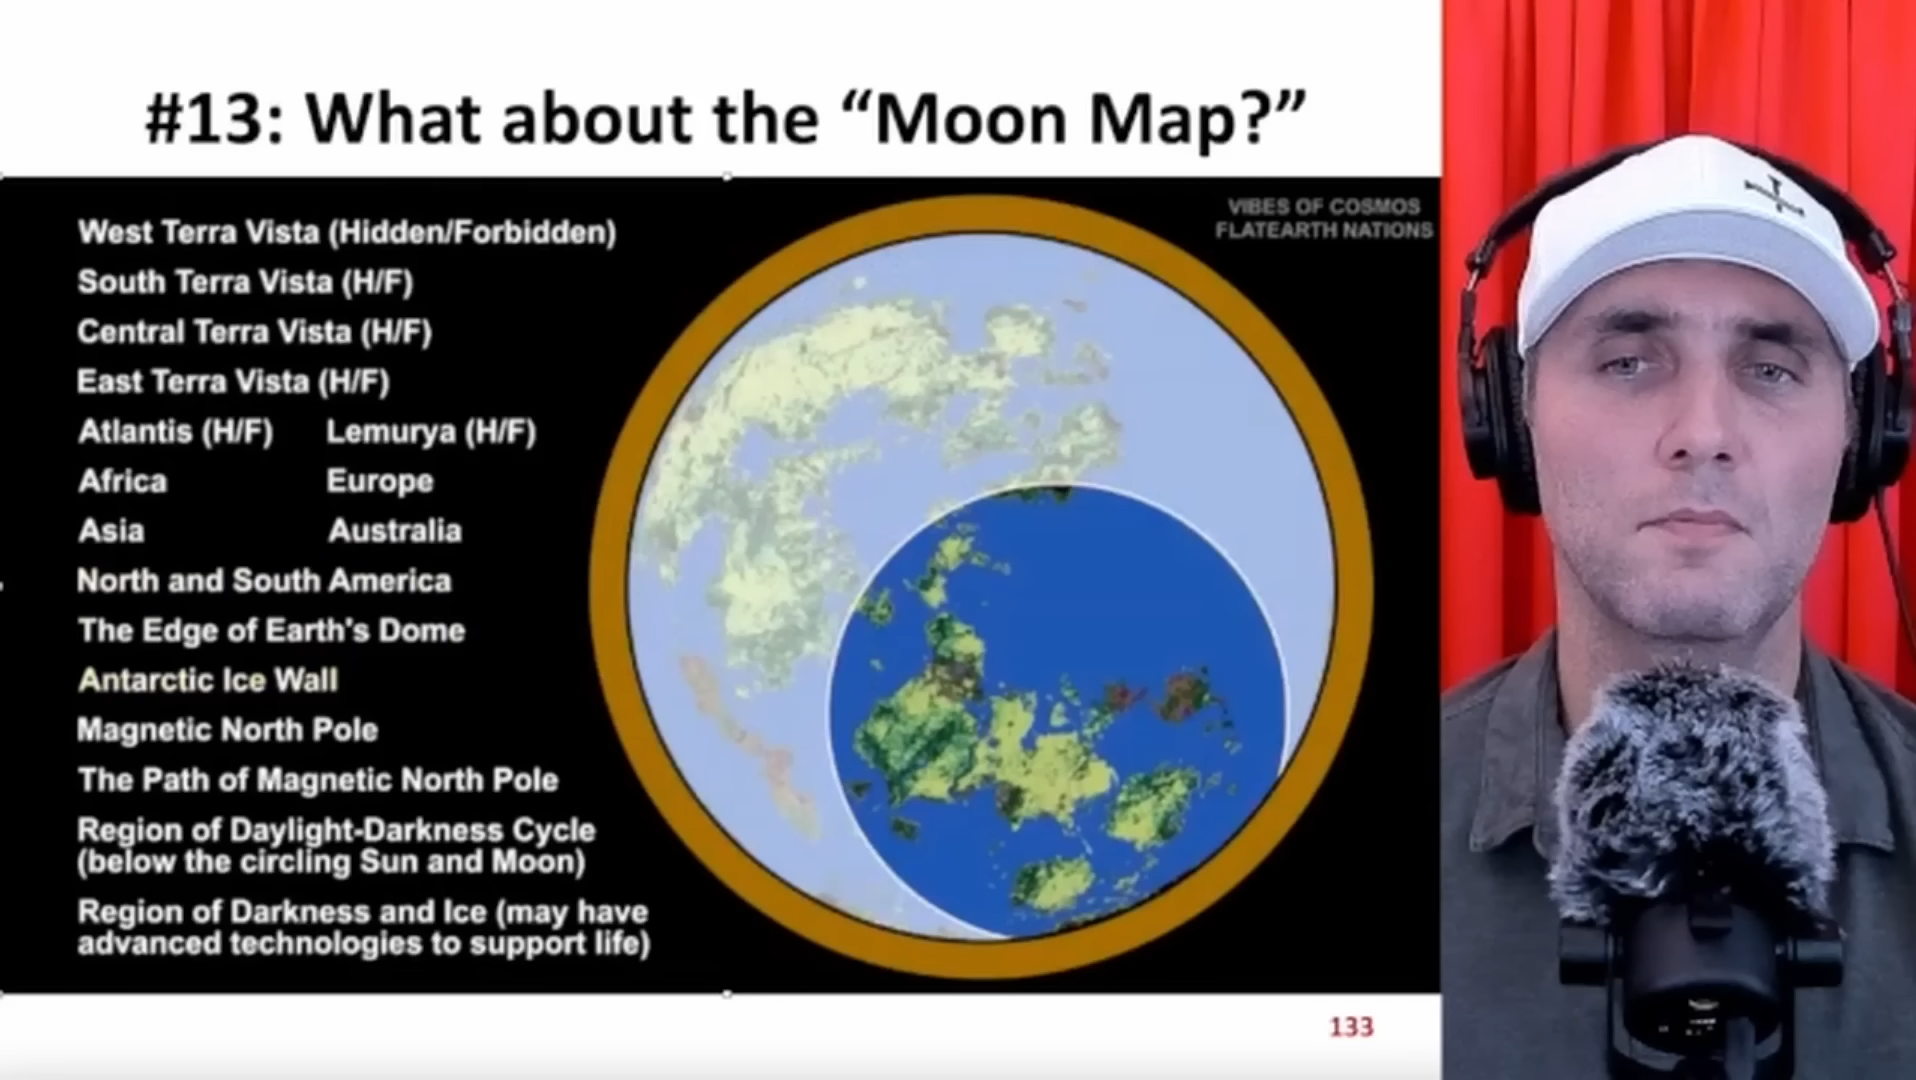 #13: What about the “Moon Map?”
VIBES OF COSMOS
FLATEARTH NATIONS
West Terra Vista (Hidden/Forbidden)
South Terra Vista (H/F)
Central Terra Vista (H/F)
East Terra Vista (H/F)
Atlantis (H/F) Lemurya (H/F)
Africa Europe
Asia Australia
North and South America
The Edge of Earth's Dome
Antarctic Ice Wall
Magnetic North Pole
The Path of Magnetic North Pole
Region of Daylight-Darkness Cycle
(below the circling Sun and Moon)
Region of Darkness and Ice (may have
advanced technologies to support life)
133